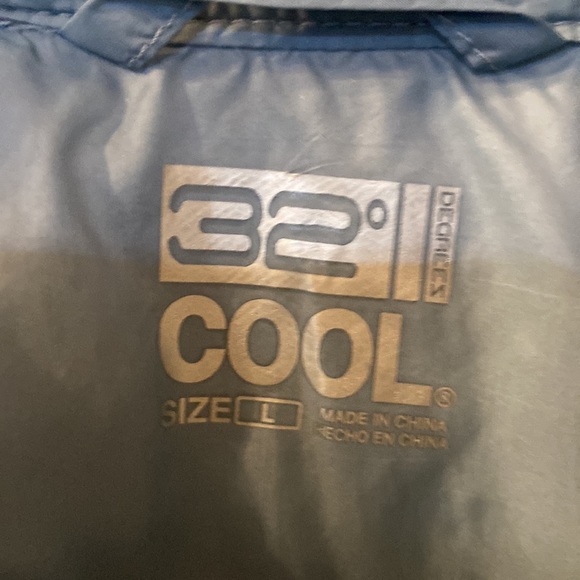 32° DEGREES
COOL®
SIZE L
MADE IN CHINA
HECHO EN CHINA